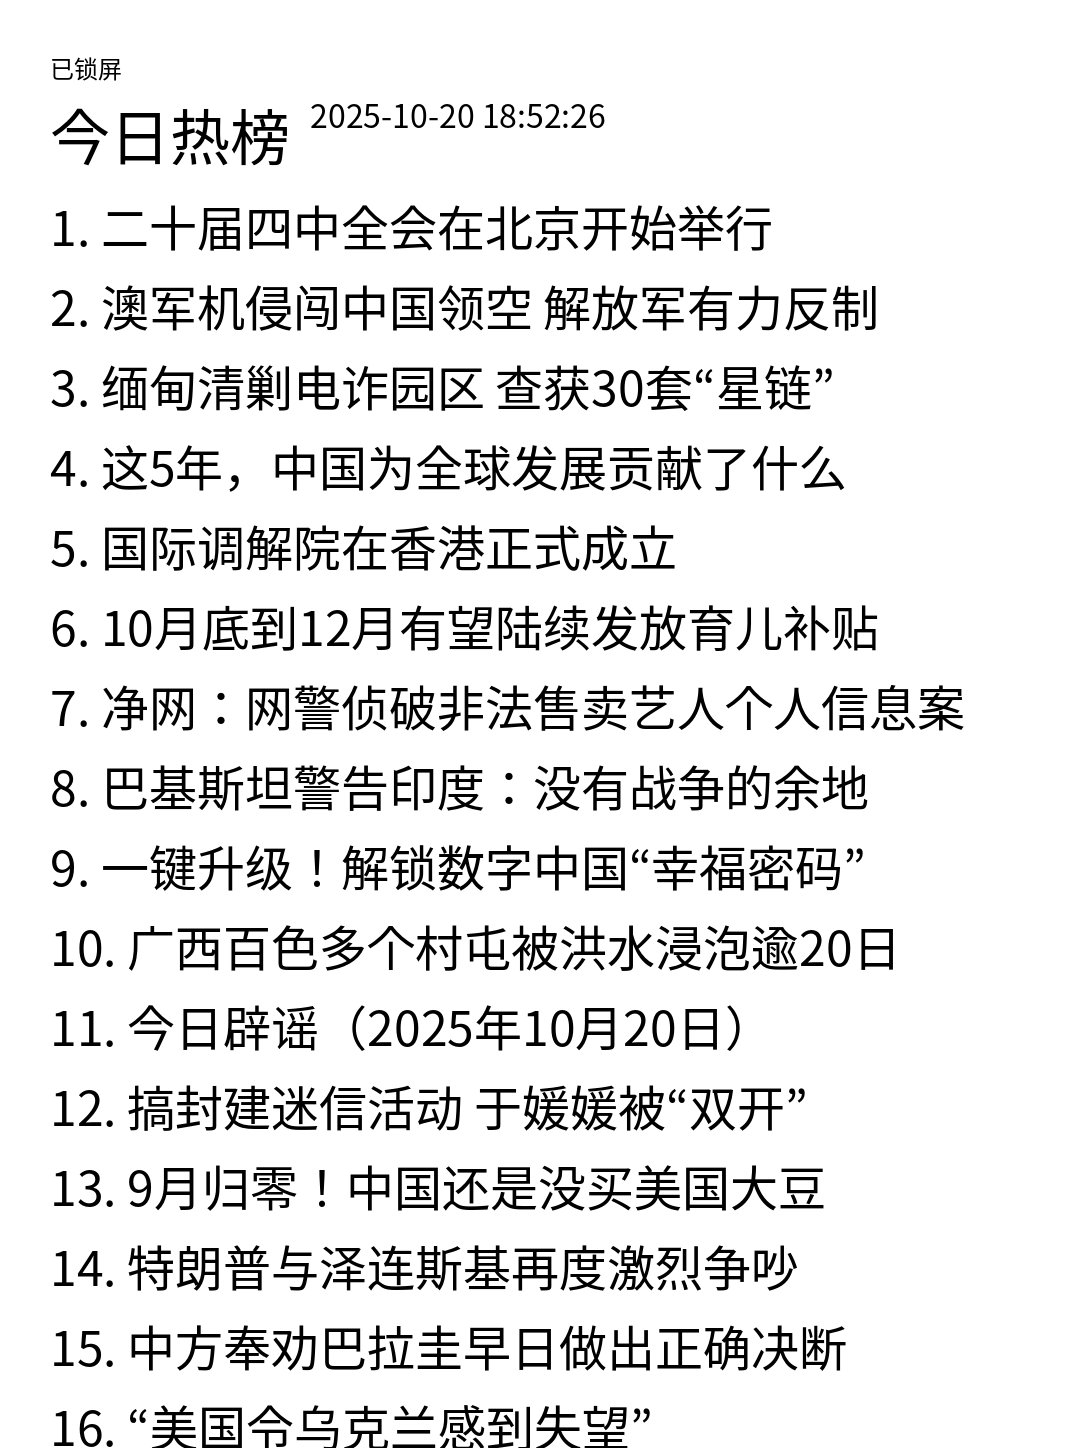 已锁屏
今日热榜 2025-10-20 18:52:26
1. 二十届四中全会在北京开始举行
2. 澳军机侵闯中国领空 解放军有力反制
3. 缅甸清剿电诈园区 查获30套“星链”
4. 这5年，中国为全球发展贡献了什么
5. 国际调解院在香港正式成立
6. 10月底到12月有望陆续发放育儿补贴
7. 净网：网警侦破非法售卖艺人个人信息案
8. 巴基斯坦警告印度：没有战争的余地
9. 一键升级！解锁数字中国“幸福密码”
10. 广西百色多个村屯被洪水浸泡逾20日
11. 今日辟谣（2025年10月20日）
12. 搞封建迷信活动 于媛媛被“双开”
13. 9月归零！中国还是没买美国大豆
14. 特朗普与泽连斯基再度激烈争吵
15. 中方奉劝巴拉圭早日做出正确决断
16. “美国令乌克兰感到失望”